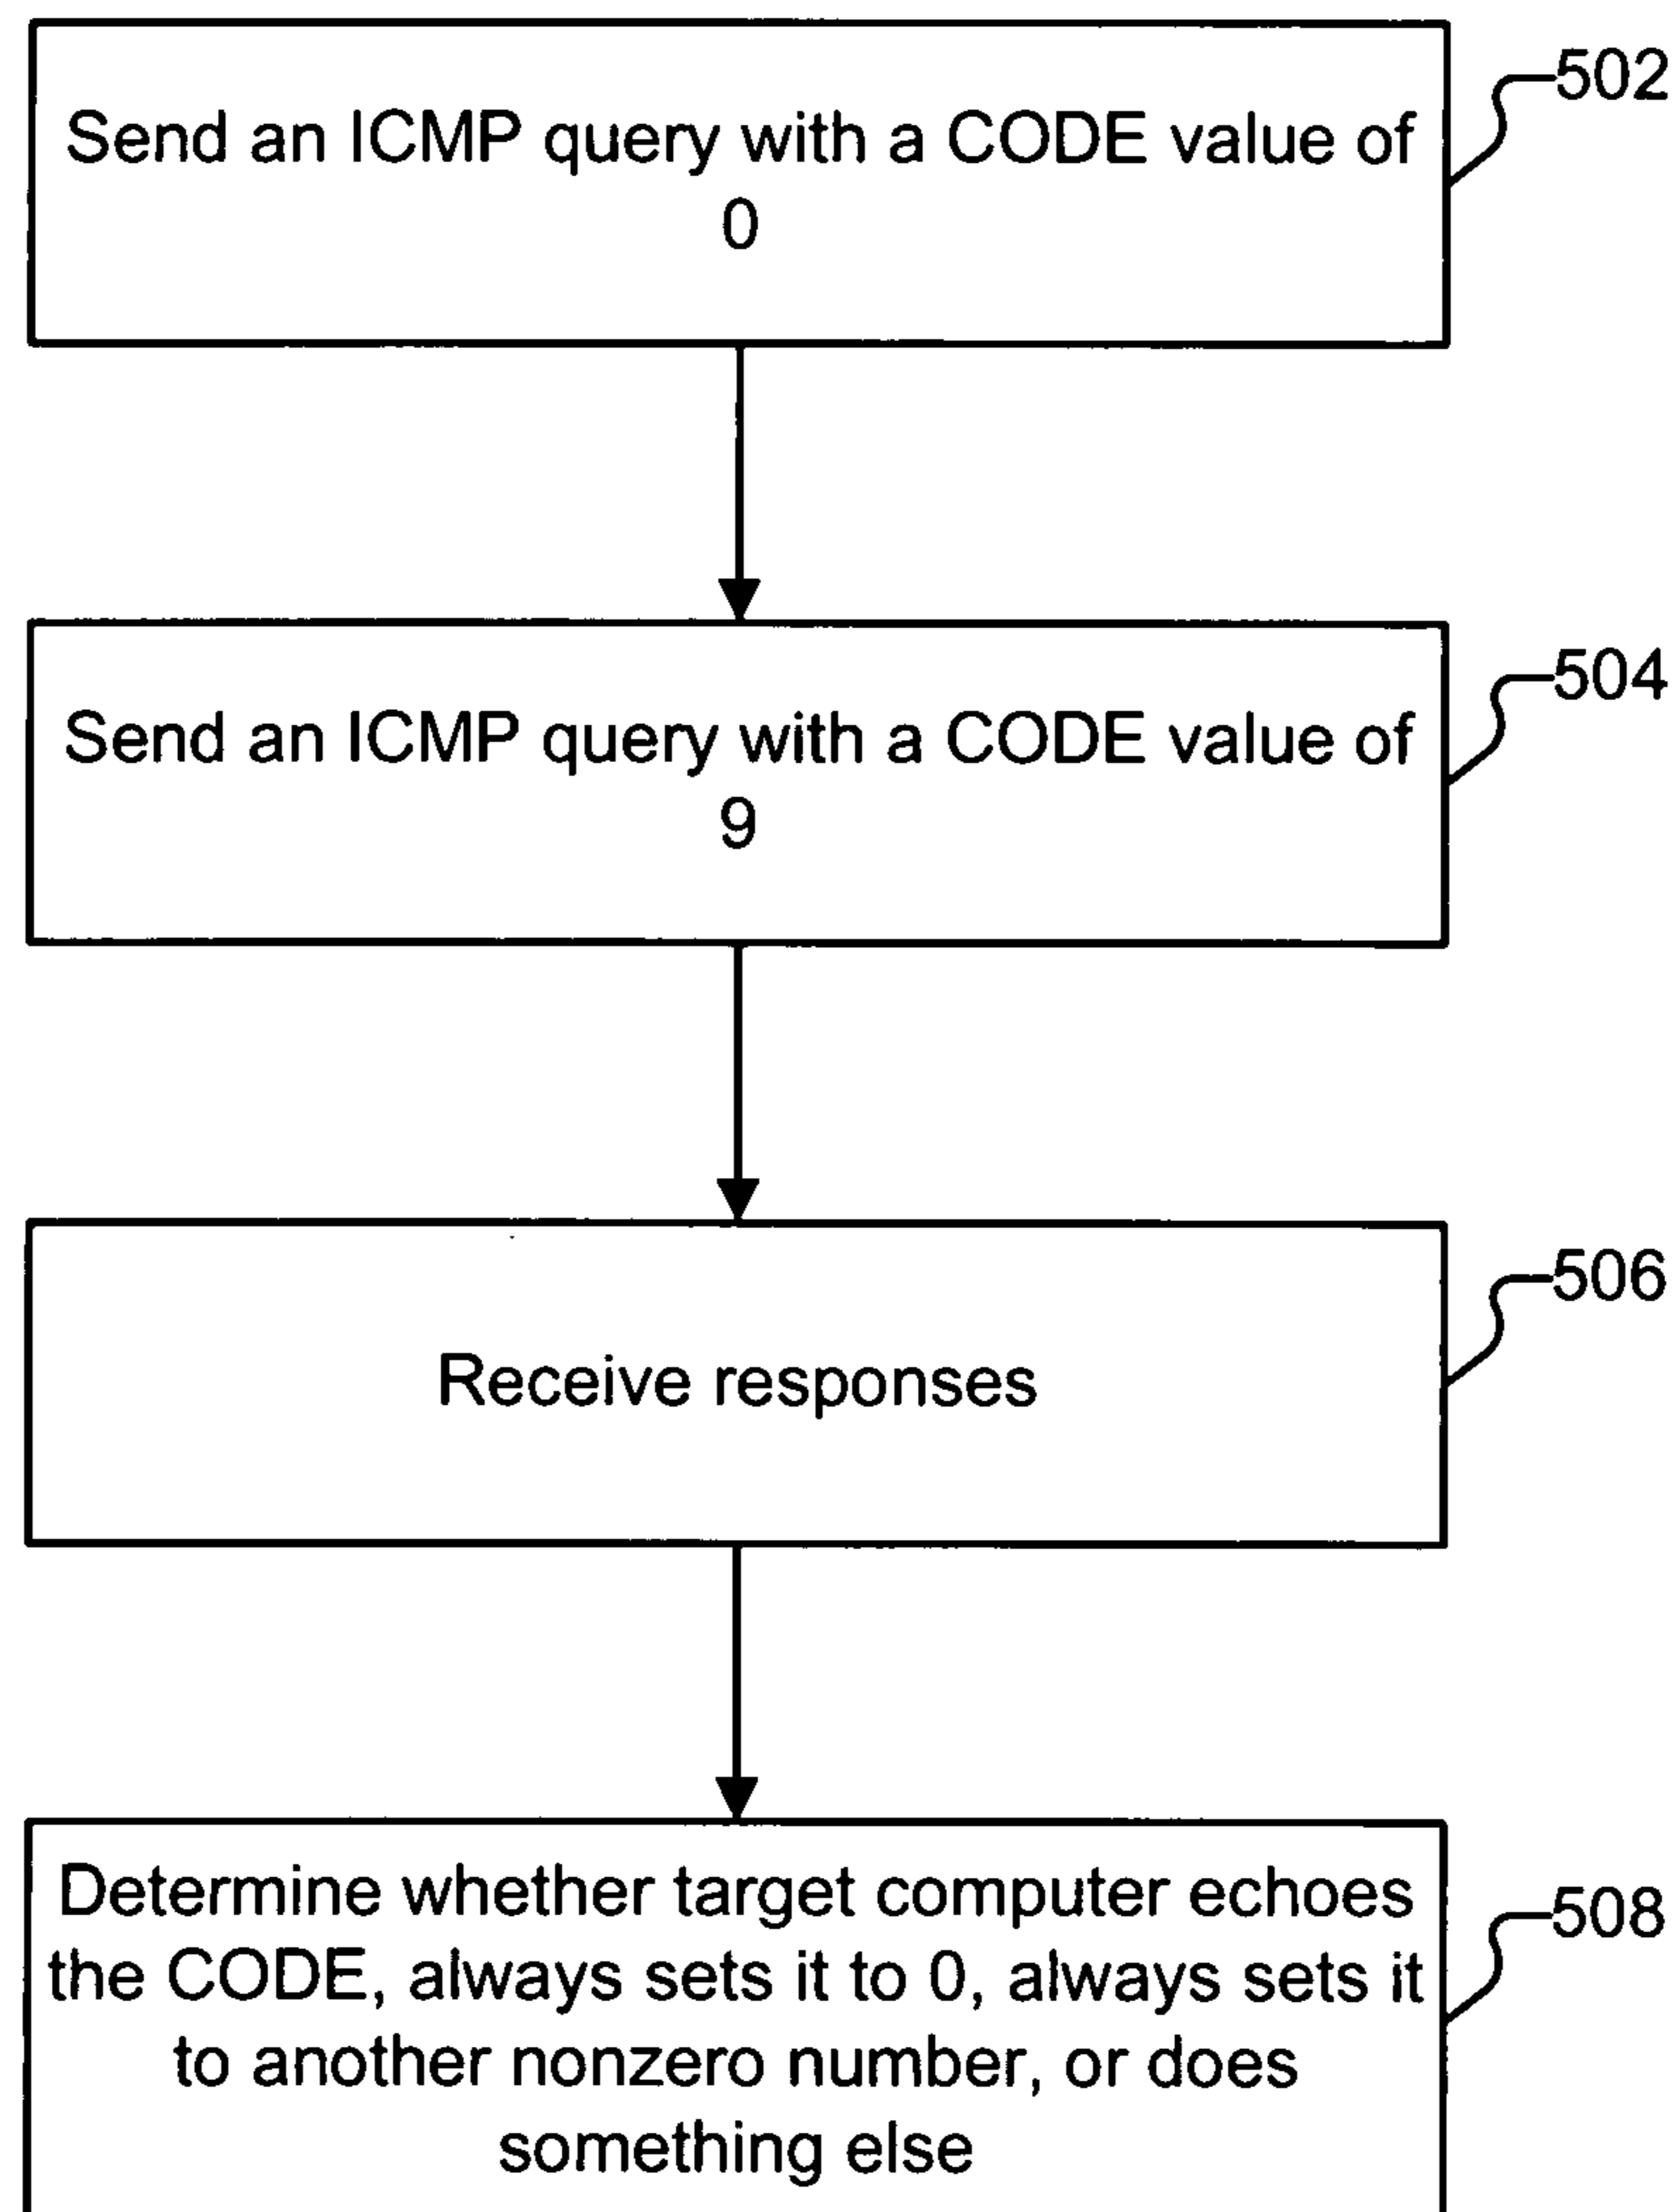 Send an ICMP query with a CODE value of
0
502
Send an ICMP query with a CODE value of
9
504
Receive responses
506
Determine whether target computer echoes
the CODE, always sets it to 0, always sets it
to another nonzero number, or does
something else
508